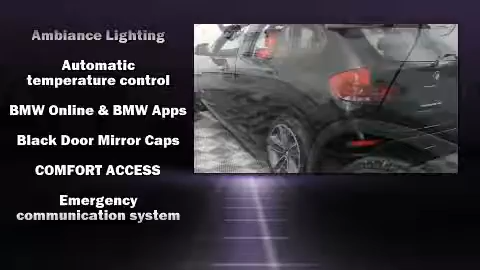 Ambiance Lighting
Automatic
temperature control
BMW Online & BMW Apps
Black Door Mirror Caps
COMFORT ACCESS
Emergency
communication system